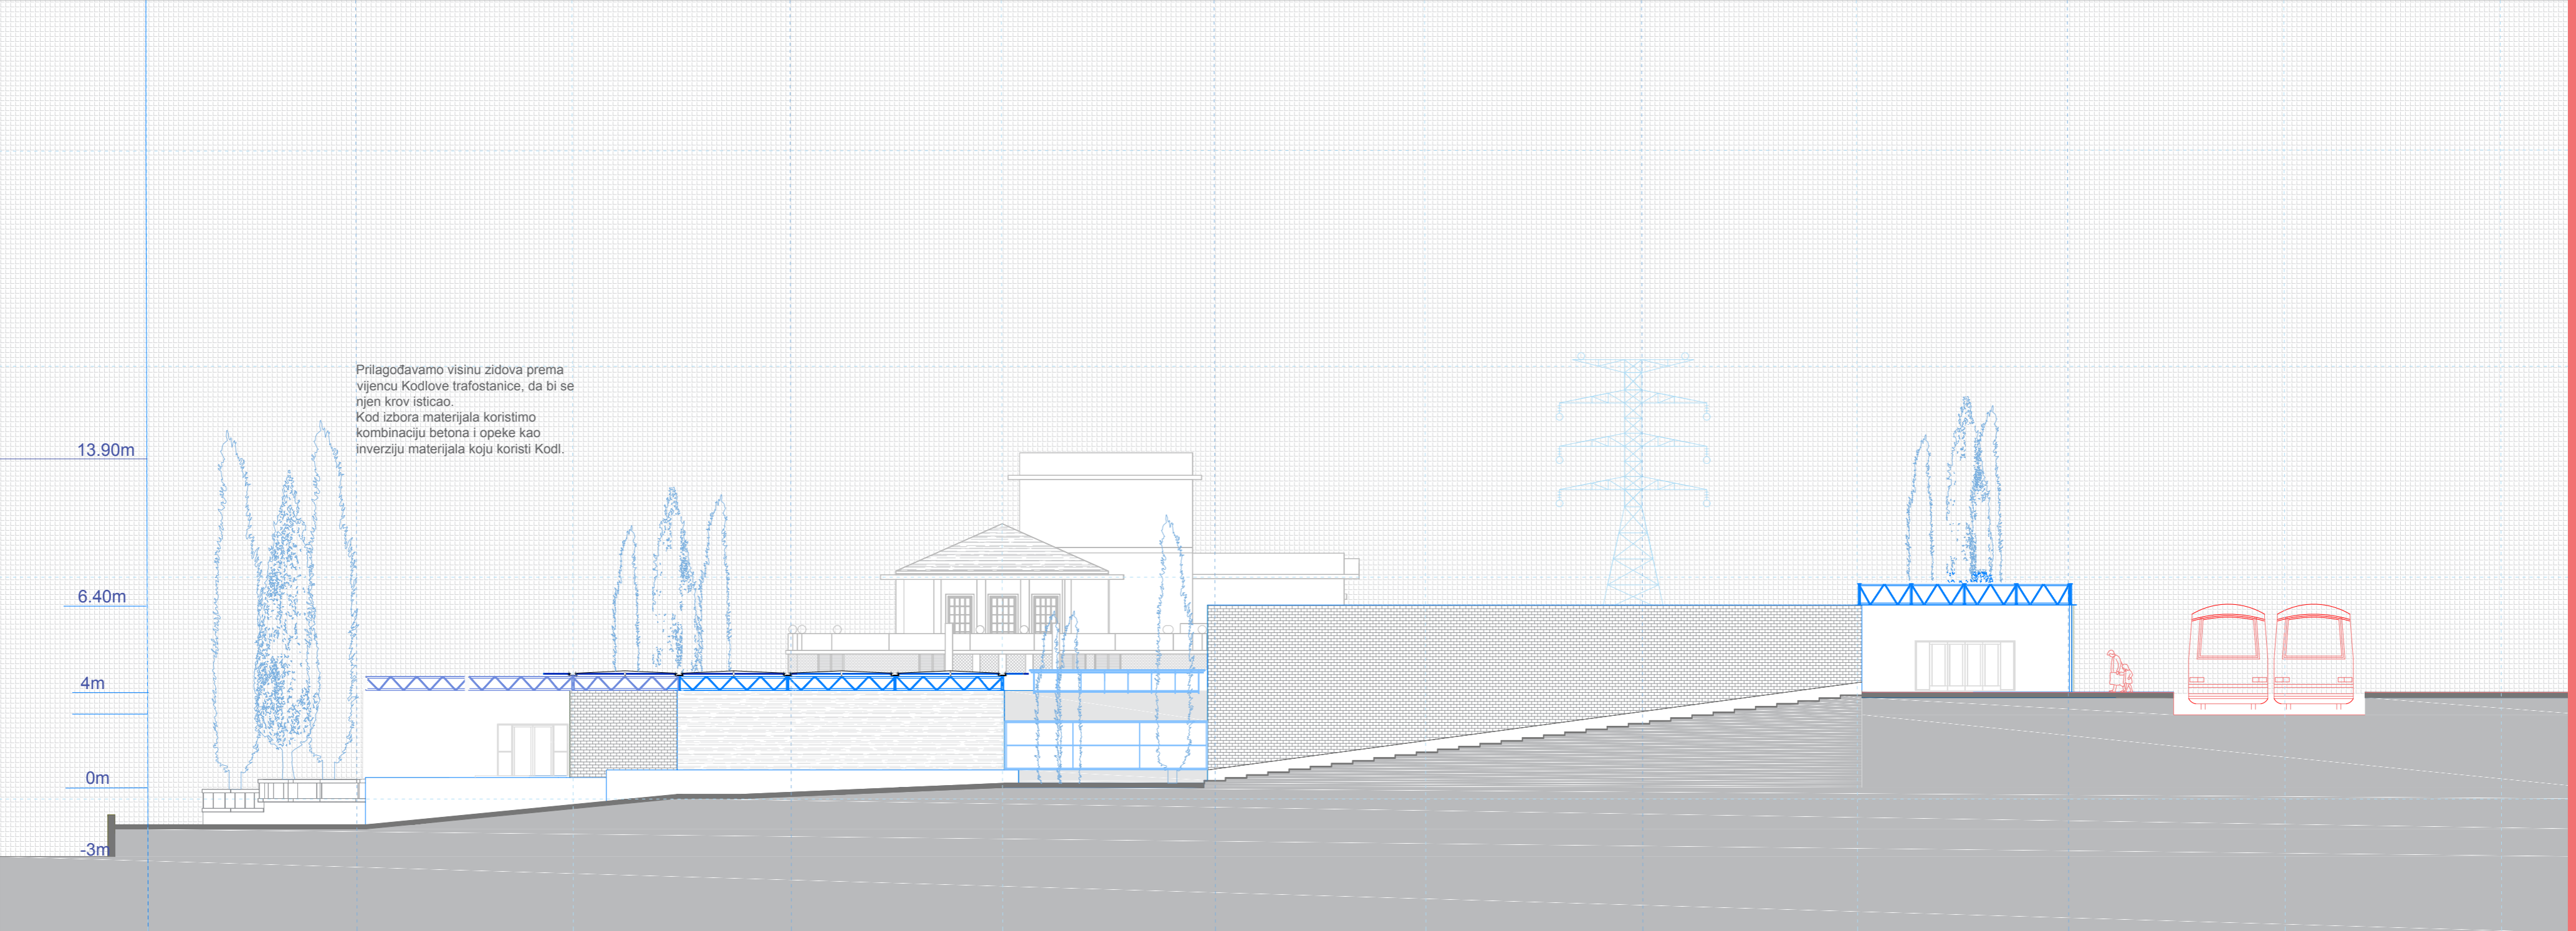 Prilagođavamo visinu zidova prema
vijencu Kodlove trafostanice, da bi se
njen krov isticao.
Kod izbora materijala koristimo
kombinaciju betona i opeke kao
inverziju materijala koju koristi Kodl.
13.90m
6.40m
4m
0m
-3m